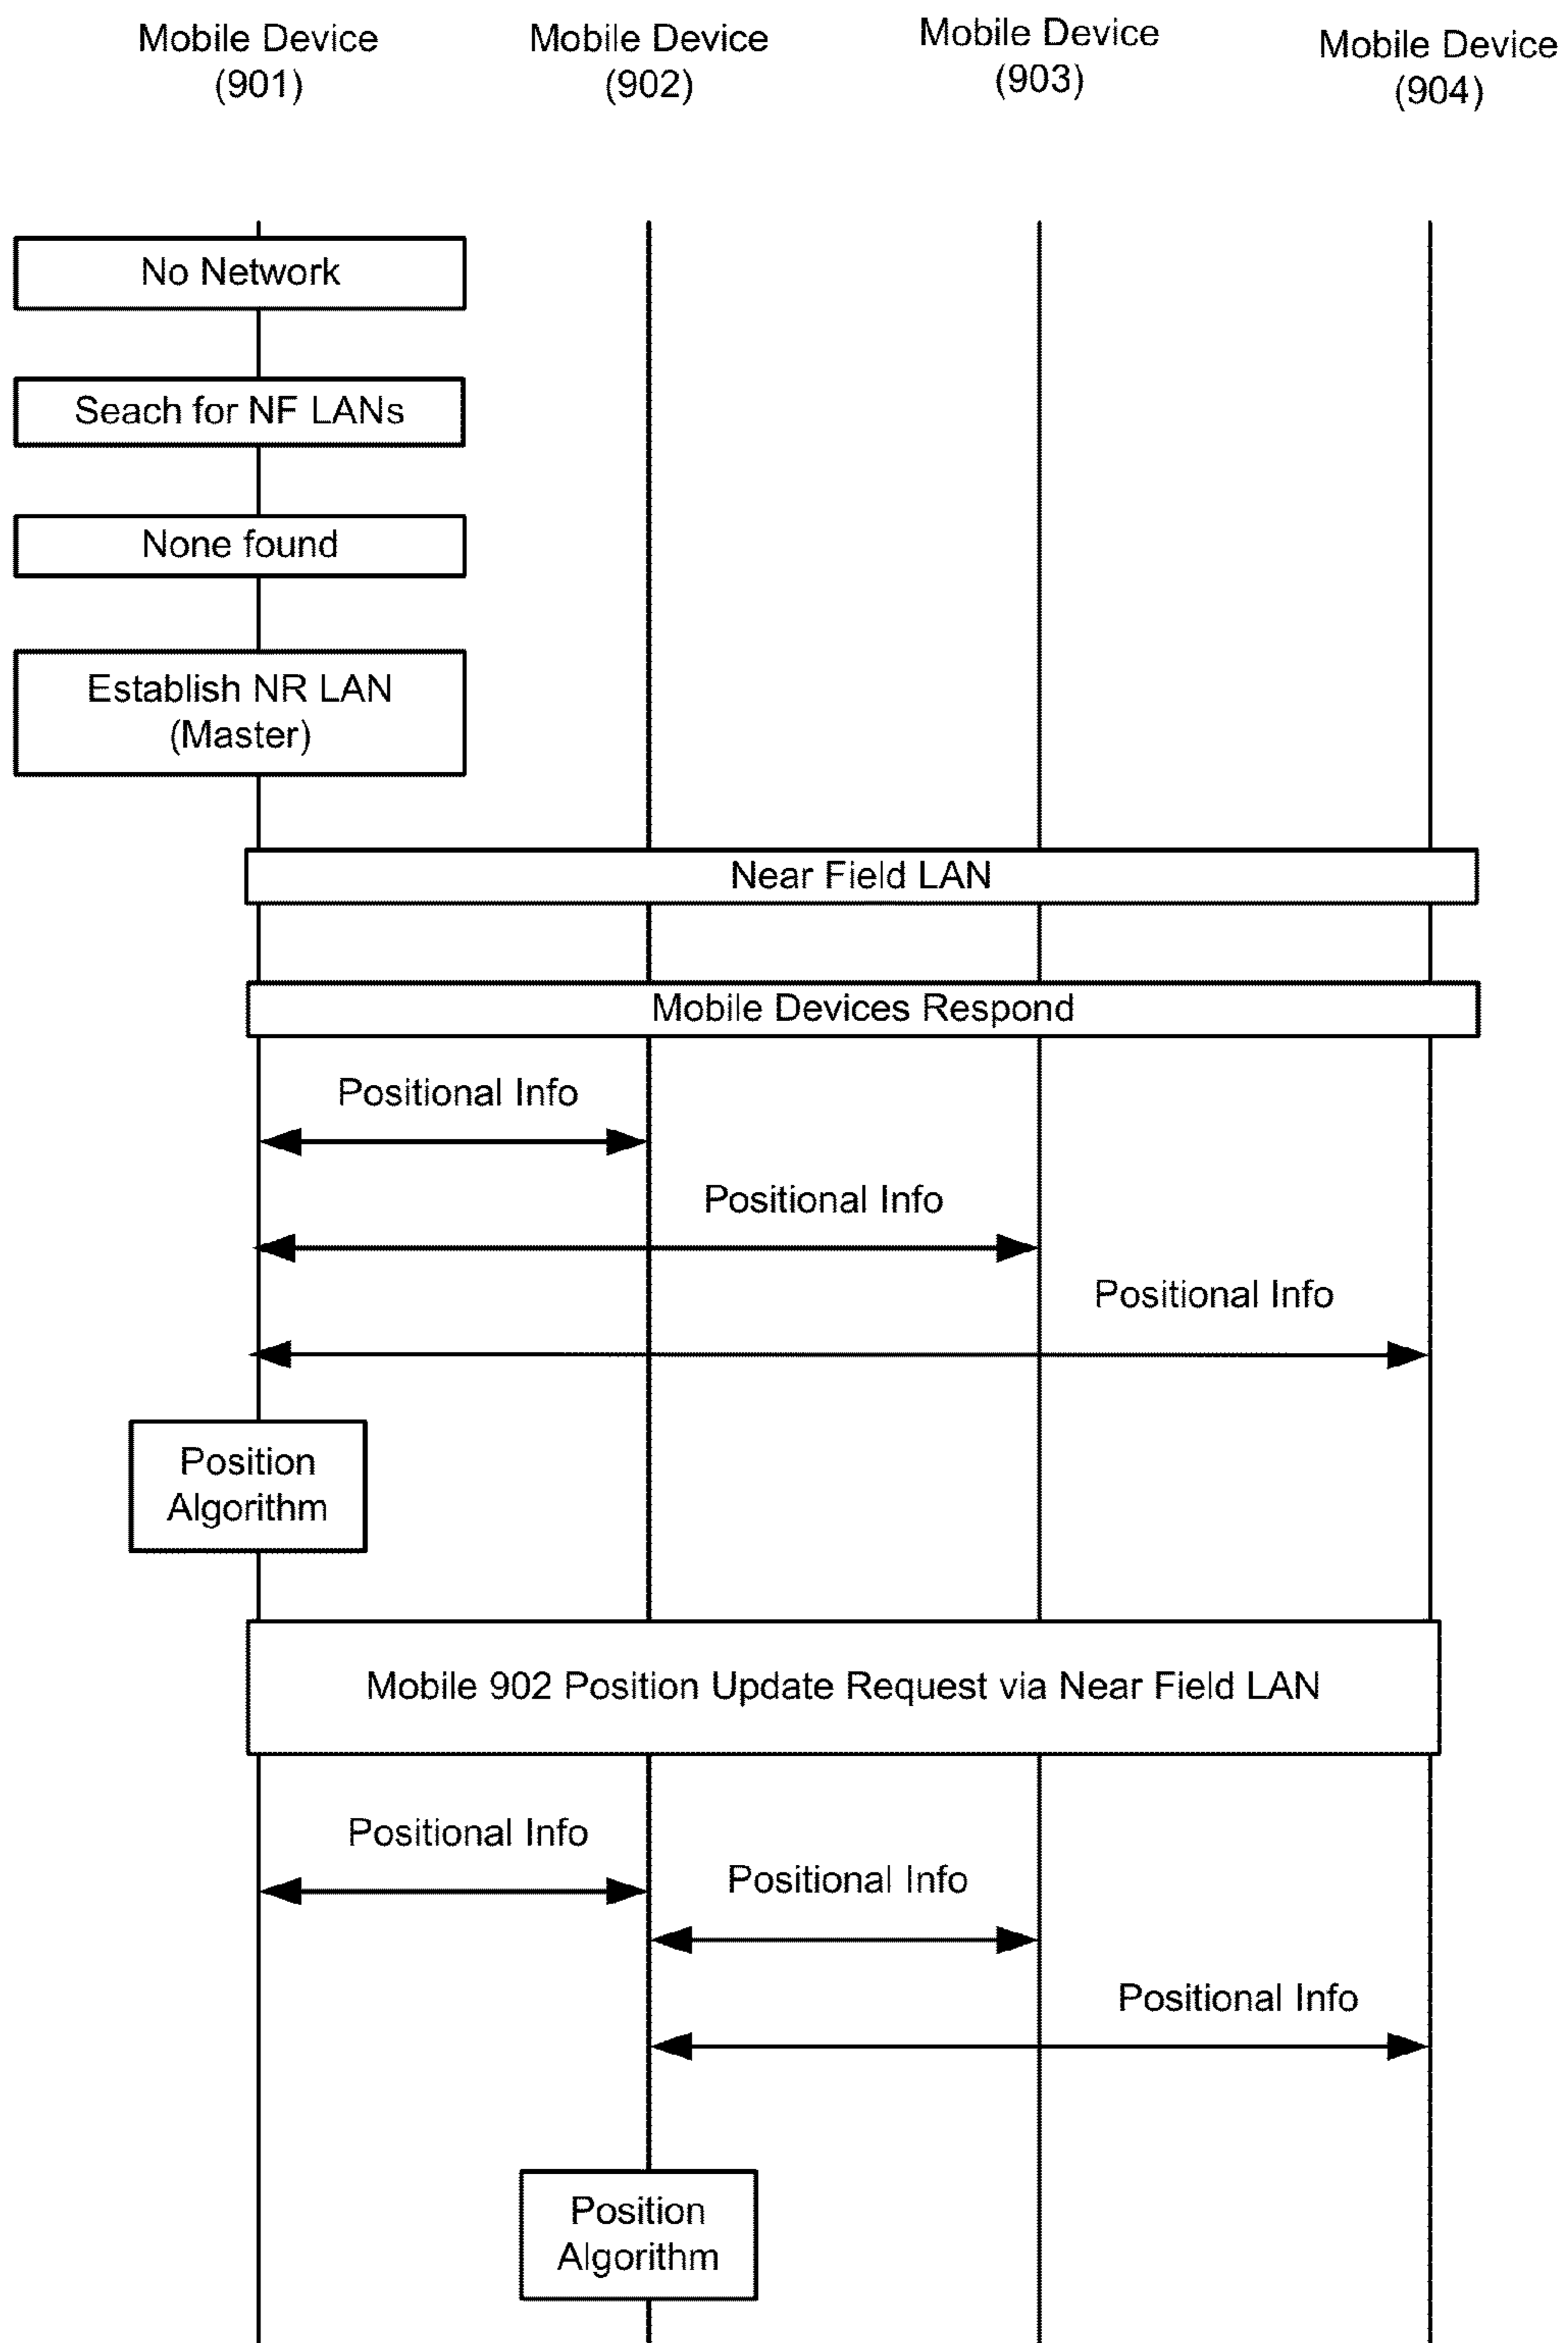 Mobile Device
(901)
Mobile Device
(902)
Mobile Device
(903)
Mobile Device
(904)
No Network
Seach for NF LANs
None found
Establish NR LAN
(Master)
Near Field LAN
Mobile Devices Respond
Positional Info
Positional Info
Positional Info
Position
Algorithm
Mobile 902 Position Update Request via Near Field LAN
Positional Info
Positional Info
Positional Info
Position
Algorithm